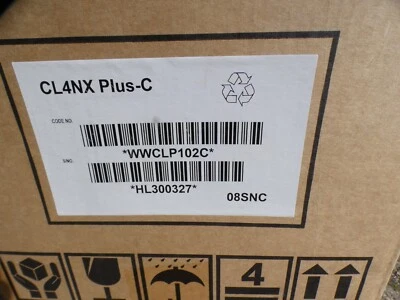 CL4NX Plus-C
CODE NO.
*WWCLP102C*
S/NO.
*HL300327*
08SNC
4